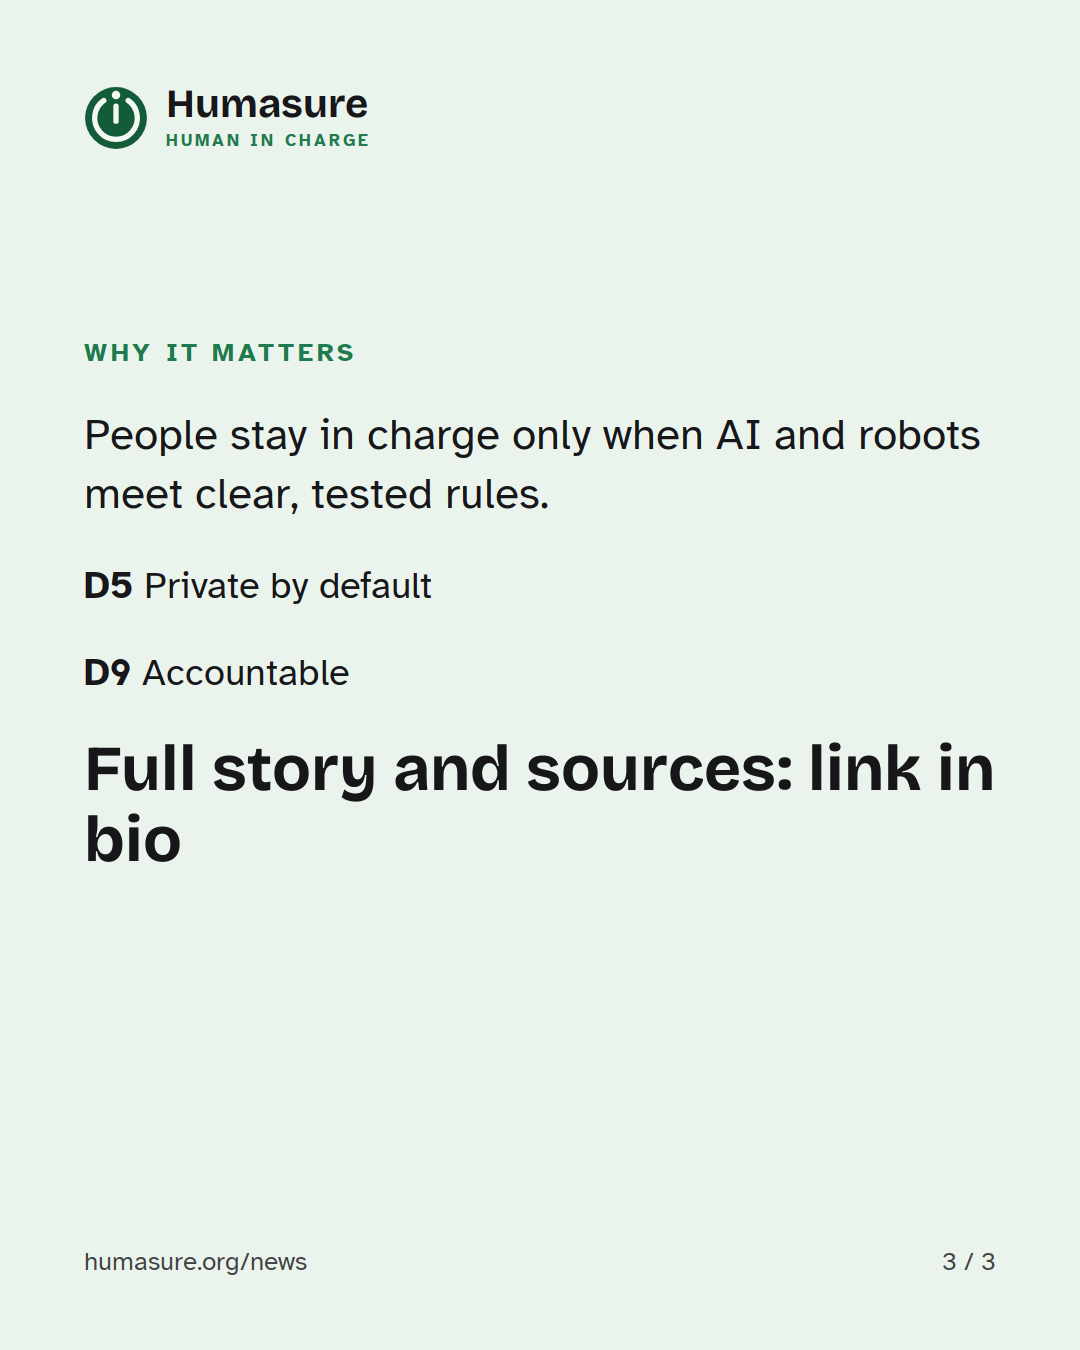 Humasure
HUMAN IN CHARGE
WHY IT MATTERS
People stay in charge only when AI and robots
meet clear, tested rules.
D5 Private by default
D9 Accountable
Full story and sources: link in
bio
humasure.org/news
3 / 3